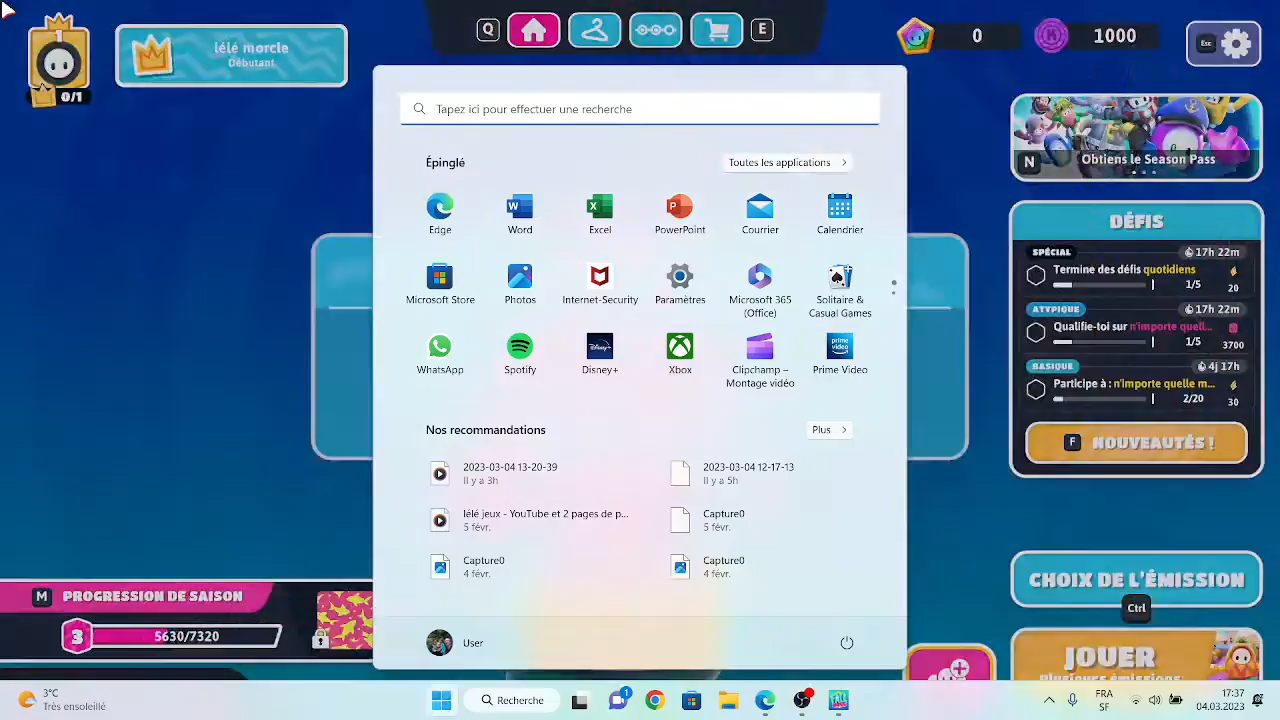 Q
E
1
0/1
lélé morcle
Débutant
0
1000
Esc
Tapez ici pour effectuer une recherche
Épinglé
Toutes les applications
Edge
Word
Excel
PowerPoint
Courrier
Calendrier
Microsoft Store
Photos
Internet-Security
Paramètres
Microsoft 365
(Office)
Solitaire &
Casual Games
WhatsApp
Spotify
Disney+
Xbox
Clipchamp –
Montage vidéo
prime
video
Prime Video
Nos recommandations
Plus
2023-03-04 13-20-39
Il y a 3h
2023-03-04 12-17-13
Il y a 5h
lélé jeux - YouTube et 2 pages de p...
5 févr.
Capture0
5 févr.
Capture0
4 févr.
Capture0
4 févr.
User
N
Obtiens le Season Pass
DÉFIS
SPÉCIAL
17h 22m
Termine des défis quotidiens
1/5
20
ATYPIQUE
17h 22m
Qualifie-toi sur n'importe quell...
1/5
3700
BASIQUE
4j 17h
Participe à : n'importe quelle m...
2/20
30
F
NOUVEAUTÉS !
CHOIX DE L'ÉMISSION
Ctrl
JOUER
Plusieurs émissions
M
PROGRESSION DE SAISON
3
5630/7320
3°C
Très ensoleillé
Recherche
1
FRA
SF
17:37
04.03.2023